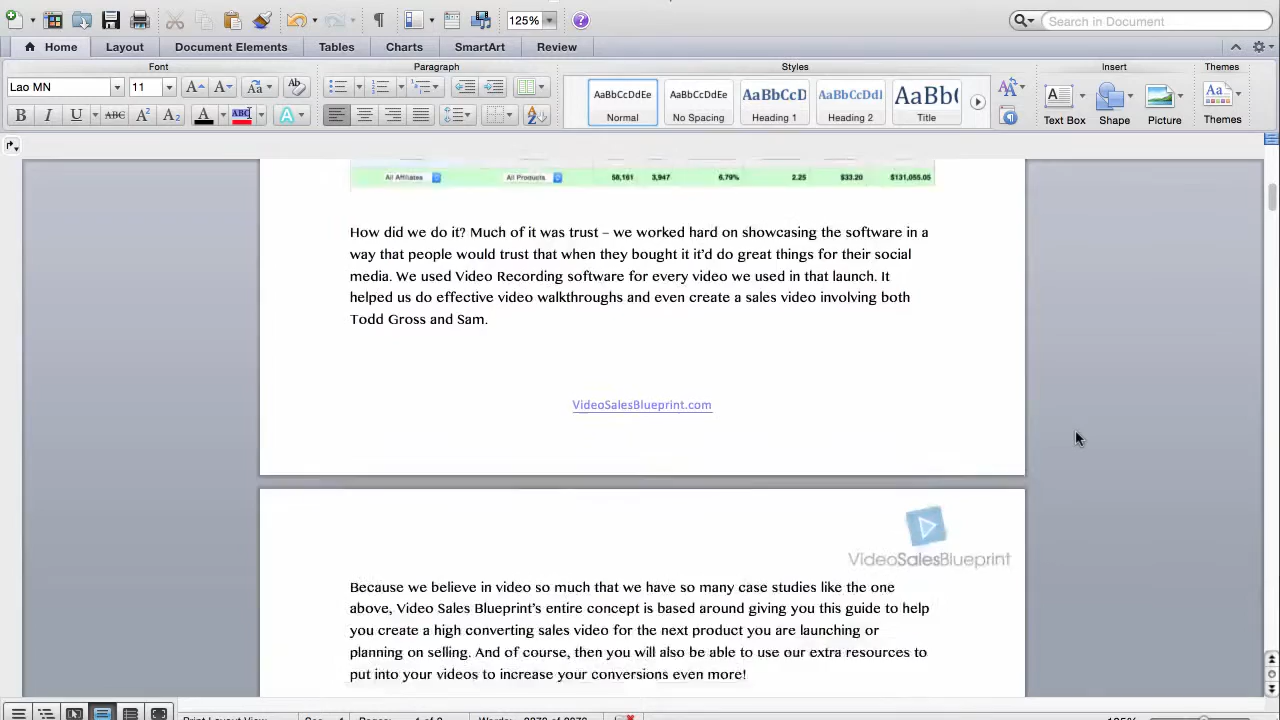 125%
Search in Document
Home Layout Document Elements Tables Charts SmartArt Review
Font Paragraph Styles Insert Themes
Lao MN 11
AaBbCcDdEe AaBbCcDdEe AaBbCcD AaBbCcDdI AaBb(
Normal No Spacing Heading 1 Heading 2 Title
Text Box Shape Picture Themes
B I U ABC A² A₂ A ABC A
All Affiliates All Products 58,161 3,947 6.79% 2.25 $33.20 $131,055.05
How did we do it? Much of it was trust – we worked hard on showcasing the software in a
way that people would trust that when they bought it it’d do great things for their social
media. We used Video Recording software for every video we used in that launch. It
helped us do effective video walkthroughs and even create a sales video involving both
Todd Gross and Sam.
VideoSalesBlueprint.com
VideoSalesBlueprint
Because we believe in video so much that we have so many case studies like the one
above, Video Sales Blueprint’s entire concept is based around giving you this guide to help
you create a high converting sales video for the next product you are launching or
planning on selling. And of course, then you will also be able to use our extra resources to
put into your videos to increase your conversions even more!
Print Layout View